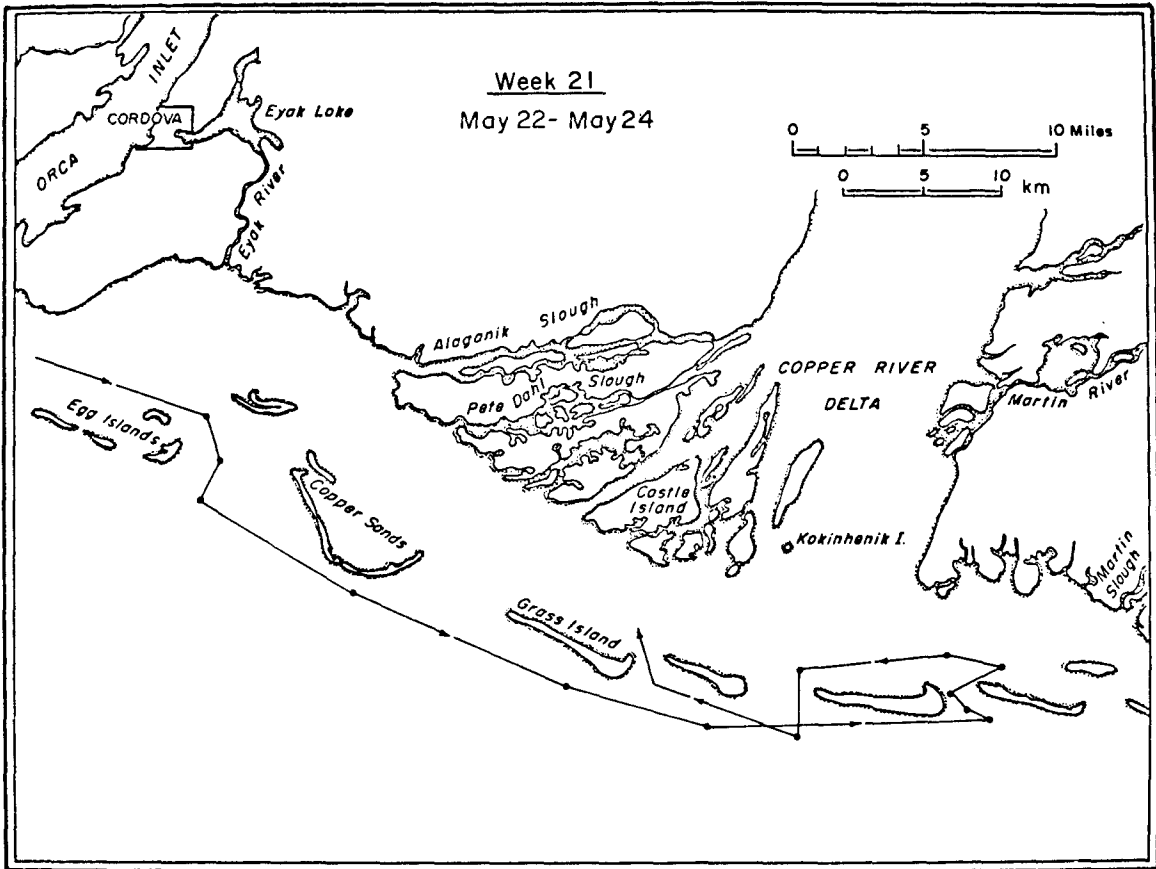 Week 21
May 22- May 24
0 5 10 Miles
0 5 10 km
INLET
ORCA
CORDOVA
Eyak Lake
Eyak River
Alaganik Slough
Pete Dahl Slough
COPPER RIVER
DELTA
Martin River
Egg Islands
Copper Sands
Castle
Island
Kokinhenik I.
Martin
Slough
Grass Island